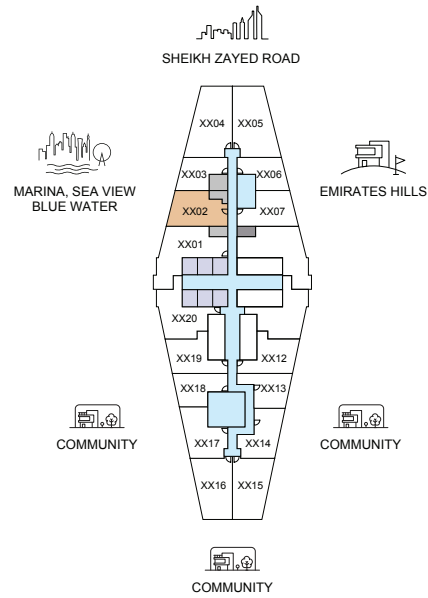 SHEIKH ZAYED ROAD
XX04
XX05
XX03
XX06
MARINA, SEA VIEW
BLUE WATER
EMIRATES HILLS
XX02
XX07
XX01
XX20
XX19
XX12
XX18
XX13
COMMUNITY
COMMUNITY
XX17
XX14
XX16
XX15
COMMUNITY